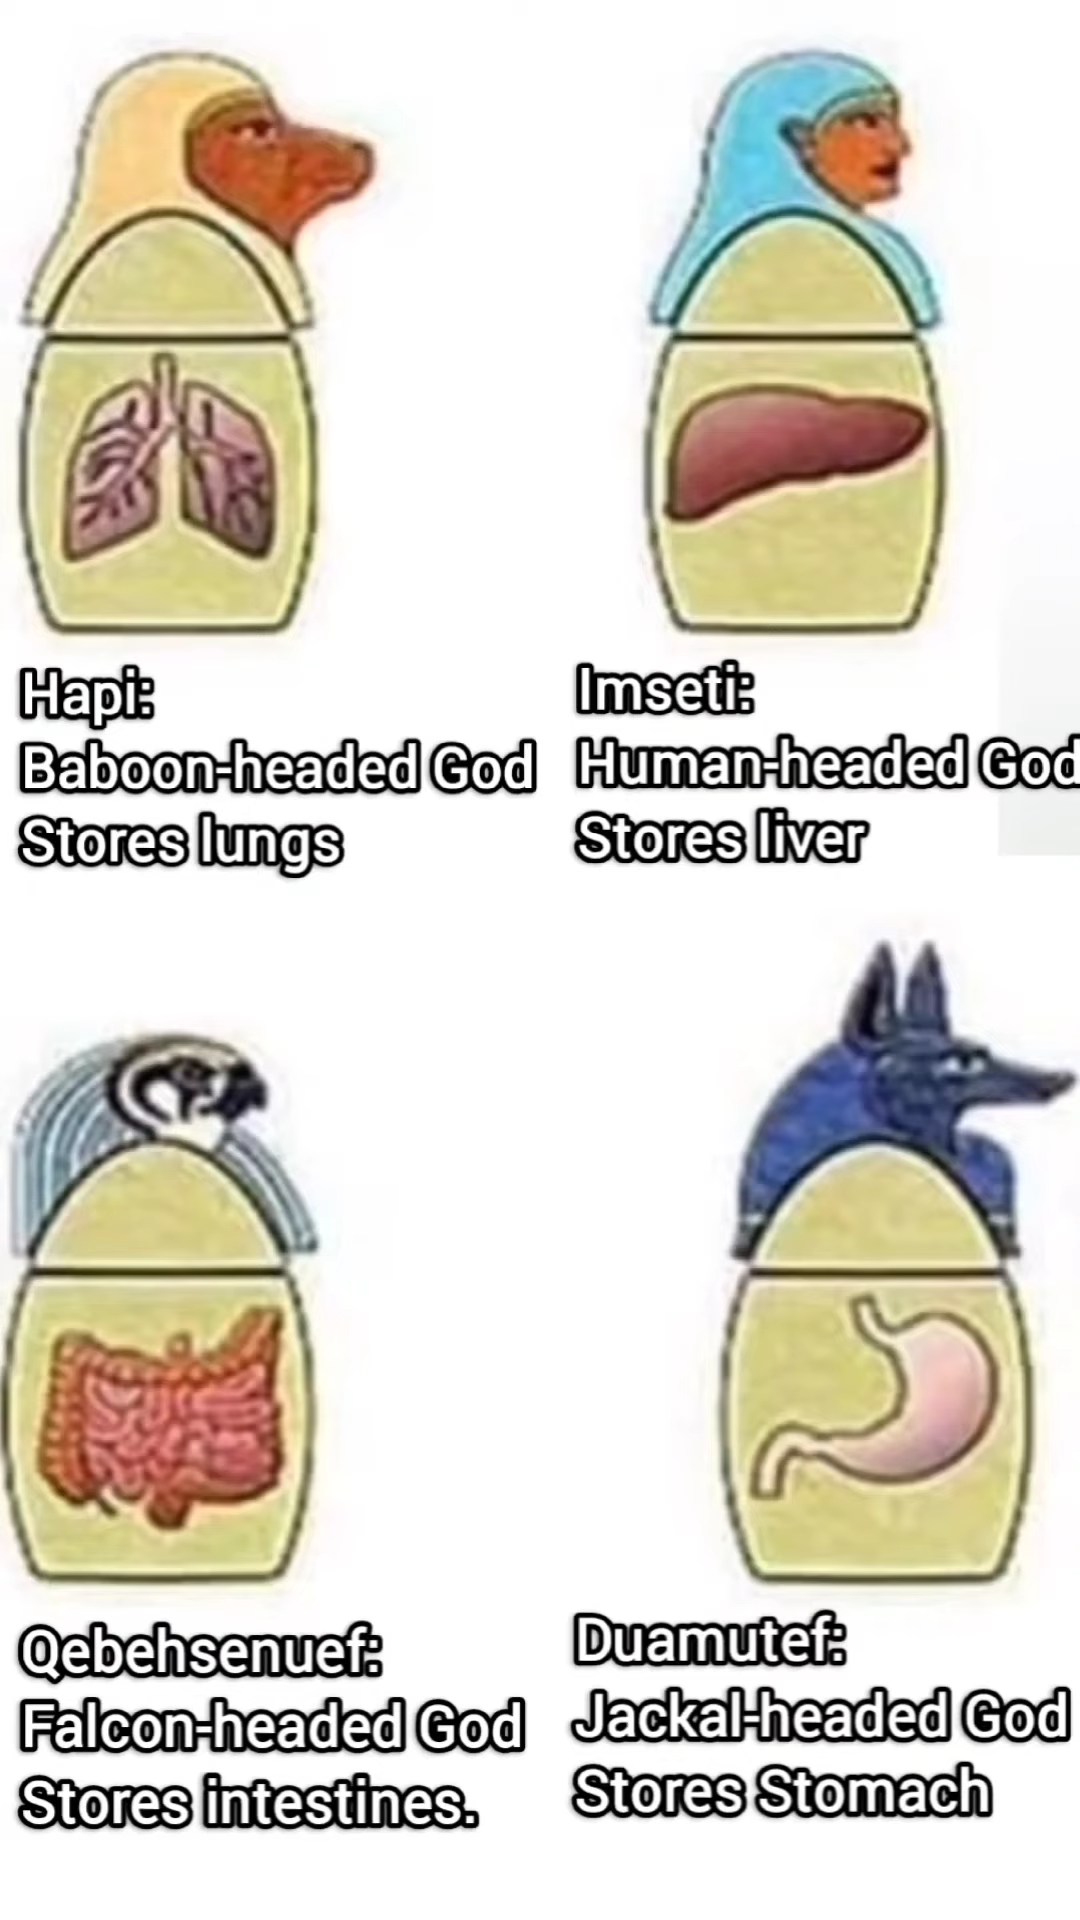 Hapi:
Baboon-headed God
Stores lungs
Imseti:
Human-headed God
Stores liver
Qebehsenuef:
Falcon-headed God
Stores intestines.
Duamutef:
Jackal-headed God
Stores Stomach